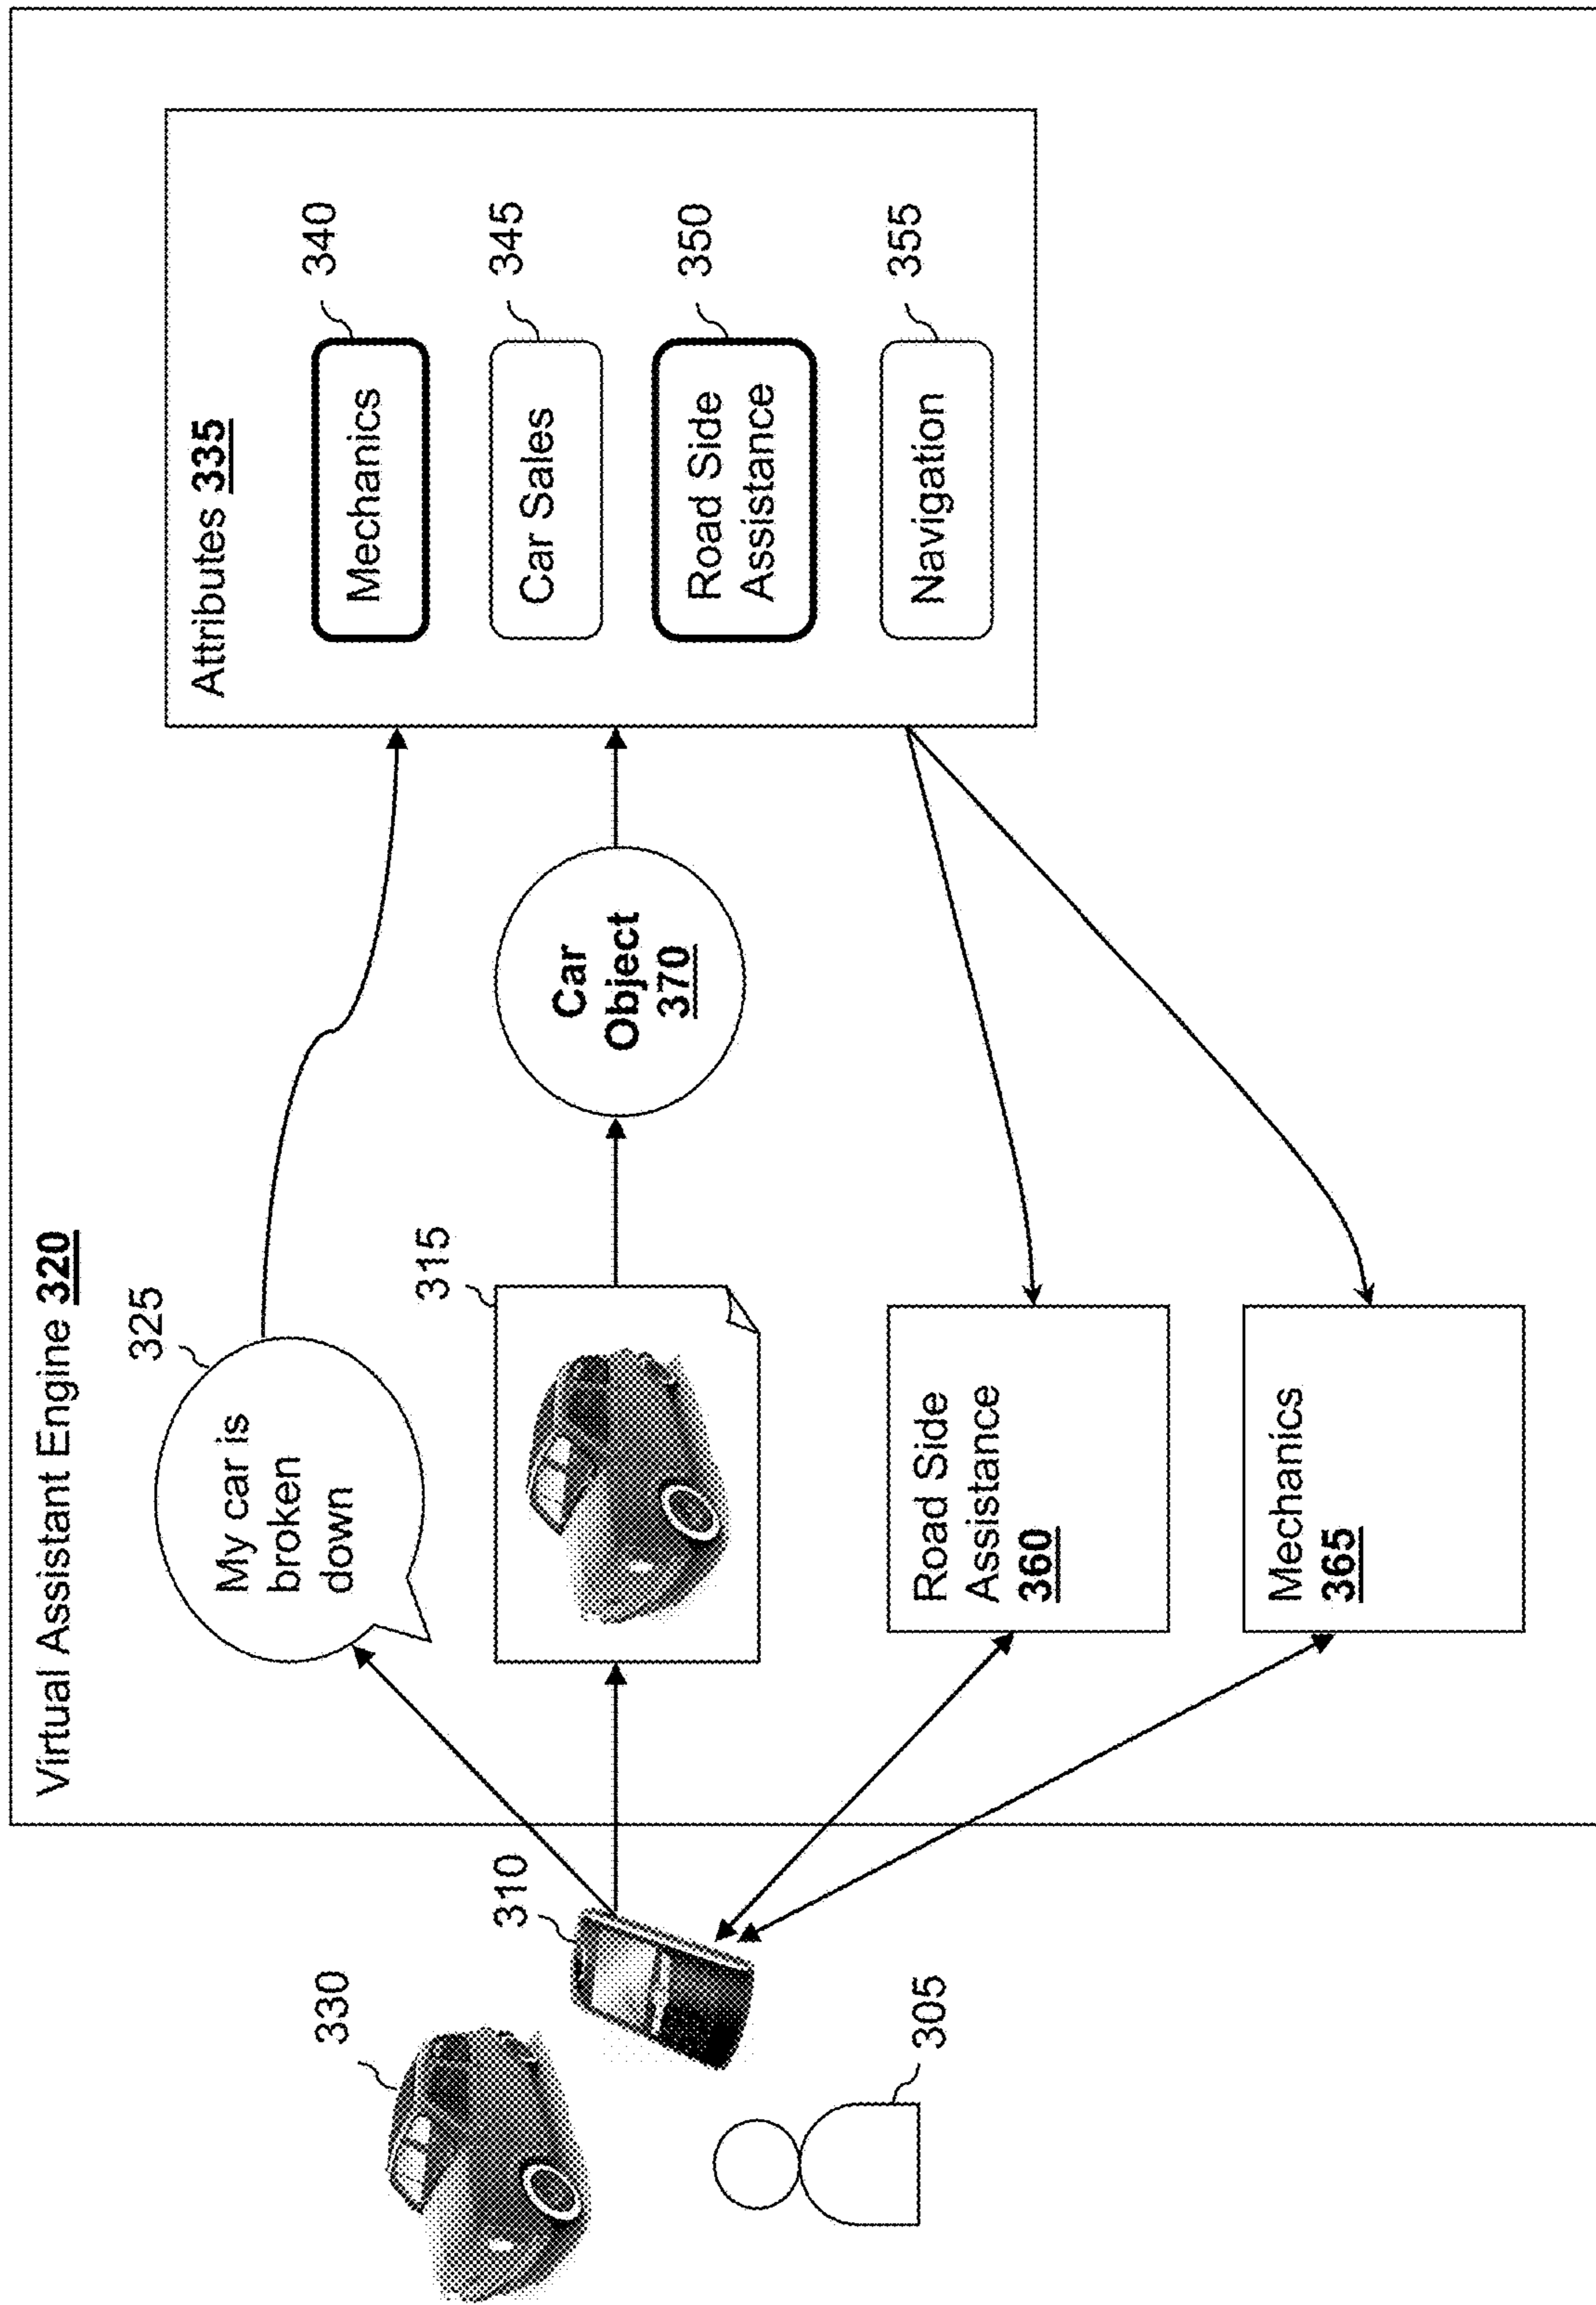 Virtual Assistant Engine 320
325
My car is
broken
down
315
330
310
305
Car
Object
370
Attributes 335
Mechanics
340
Car Sales
345
Road Side
Assistance
350
Navigation
355
Road Side
Assistance
360
Mechanics
365